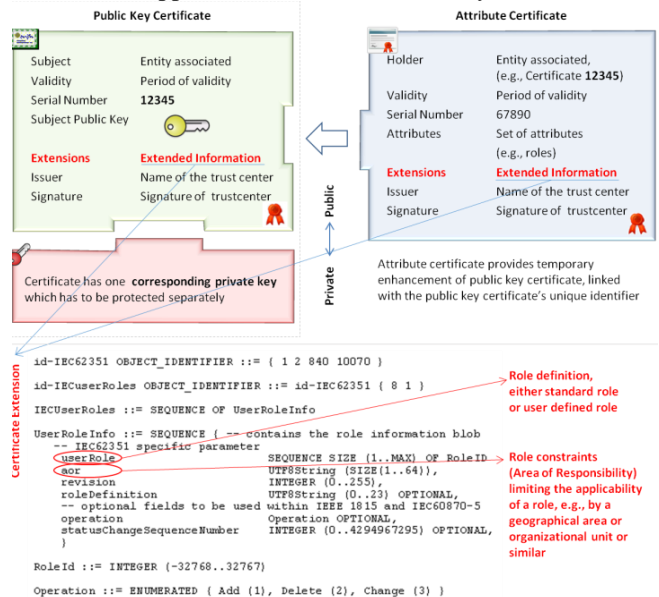 Public Key Certificate
Subject Entity associated
Validity Period of validity
Serial Number 12345
Subject Public Key
Extensions Extended Information
Issuer Name of the trust center
Signature Signature of trustcenter
Certificate has one corresponding private key
which has to be protected separately
Public
Private
Attribute Certificate
Holder Entity associated,
(e.g., Certificate 12345)
Validity Period of validity
Serial Number 67890
Attributes Set of attributes
(e.g., roles)
Extensions Extended Information
Issuer Name of the trust center
Signature Signature of trustcenter
Attribute certificate provides temporary
enhancement of public key certificate, linked
with the public key certificate's unique identifier
Certificate Extension
id-IEC62351 OBJECT_IDENTIFIER ::= { 1 2 840 10070 }
id-IECuserRoles OBJECT_IDENTIFIER ::= id-IEC62351 { 8 1 }
IECUserRoles ::= SEQUENCE OF UserRoleInfo
UserRoleInfo ::= SEQUENCE { -- contains the role information blob
-- IEC62351 specific parameter
userRole SEQUENCE SIZE (1..MAX) OF RoleID
aor UTF8String (SIZE(1..64)),
revision INTEGER (0..255),
roleDefinition UTF8String (0..23) OPTIONAL,
-- optional fields to be used within IEEE 1815 and IEC60870-5
operation Operation OPTIONAL,
statusChangeSequenceNumber INTEGER (0..4294967295) OPTIONAL,
}
RoleId ::= INTEGER (-32768..32767)
Operation ::= ENUMERATED { Add (1), Delete (2), Change (3) }
Role definition,
either standard role
or user defined role
Role constraints
(Area of Responsibility)
limiting the applicability
of a role, e.g., by a
geographical area or
organizational unit or
similar